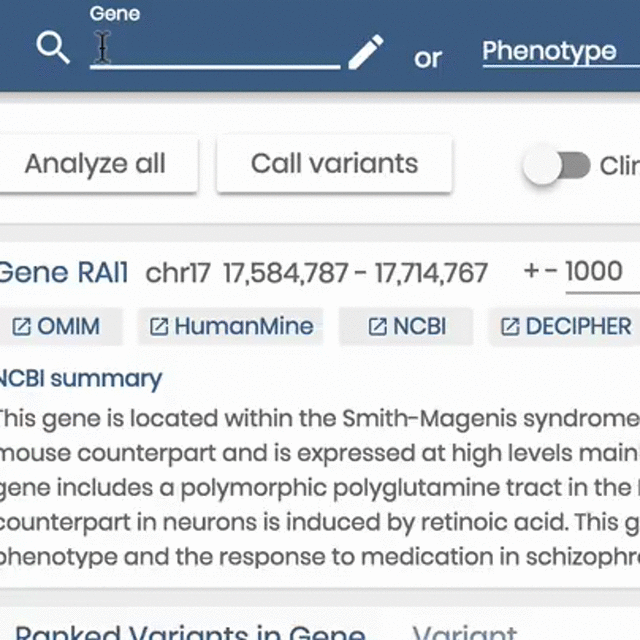 Gene
or Phenotype
Analyze all Call variants
Gene RAI1 chr17 17,584,787 - 17,714,767 + - 1000
OMIM HumanMine NCBI DECIPHER
NCBI summary
This gene is located within the Smith-Magenis syndrome
mouse counterpart and is expressed at high levels
gene includes a polymorphic polyglutamine tract in the
counterpart in neurons is induced by retinoic acid. This
phenotype and the response to medication in
Ranked Variants in Gene Variant